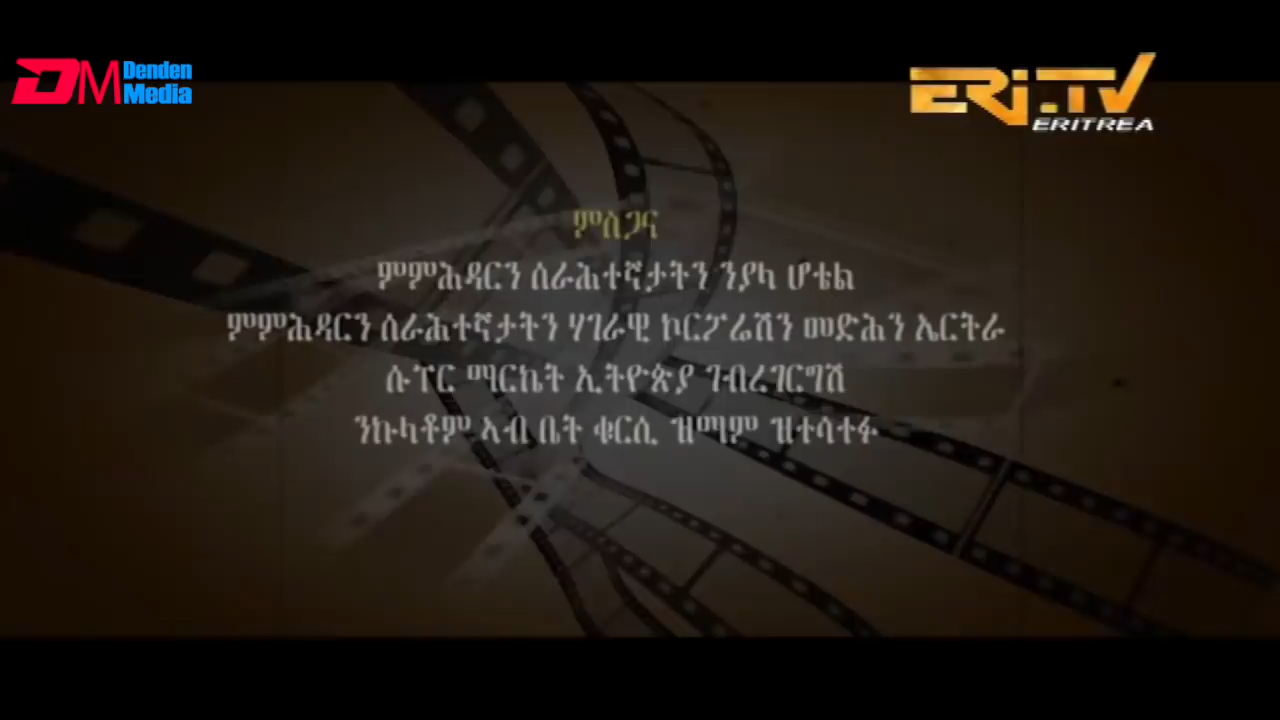 DM Denden Media
ERi.TV
ERITREA
ምስጋና
ምምሕዳርን ሰራሕተኛታትን ንያላ ሆቴል
ምምሕዳርን ሰራሕተኛታትን ሃገራዊ ኮርፖሬሽን መድሕን ኤርትራ
ሱፐር ማርኬት ኢትዮጵያ ገብረገርግሽ
ንኩላቶም ኣብ ቤት ቁርሲ ዝማም ዝተሳተፉ